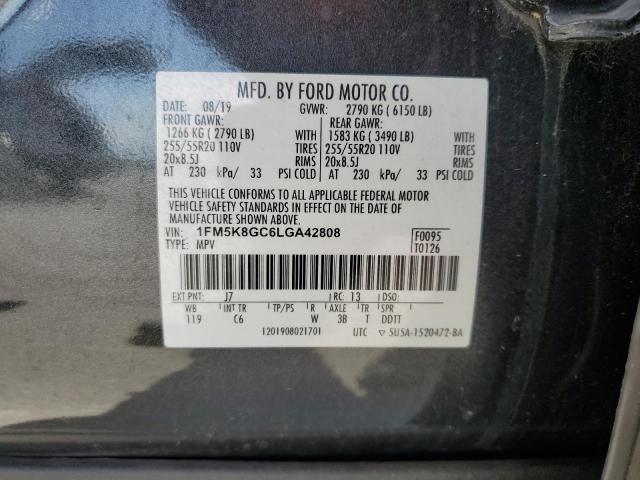 MFD. BY FORD MOTOR CO.
DATE: 08/19 GVWR: 2790 KG ( 6150 LB)
FRONT GAWR: REAR GAWR:
1266 KG ( 2790 LB) WITH 1583 KG ( 3490 LB) WITH
255/55R20 110V TIRES 255/55R20 110V TIRES
20x8.5J RIMS 20x8.5J RIMS
AT 230 kPa/ 33 PSI COLD AT 230 kPa/ 33 PSI COLD
THIS VEHICLE CONFORMS TO ALL APPLICABLE FEDERAL MOTOR
VEHICLE SAFETY STANDARDS IN EFFECT ON THE DATE OF
MANUFACTURE SHOWN ABOVE.
VIN: 1FM5K8GC6LGA42808 F0095
TYPE: MPV T0126
EXT PNT: J7 RC: 13 DSO:
WB INT TR TP/PS R AXLE TR SPR
119 C6 W 3B T DDTT
1201908021701 UTC ▽ 5U5A-1520472-BA